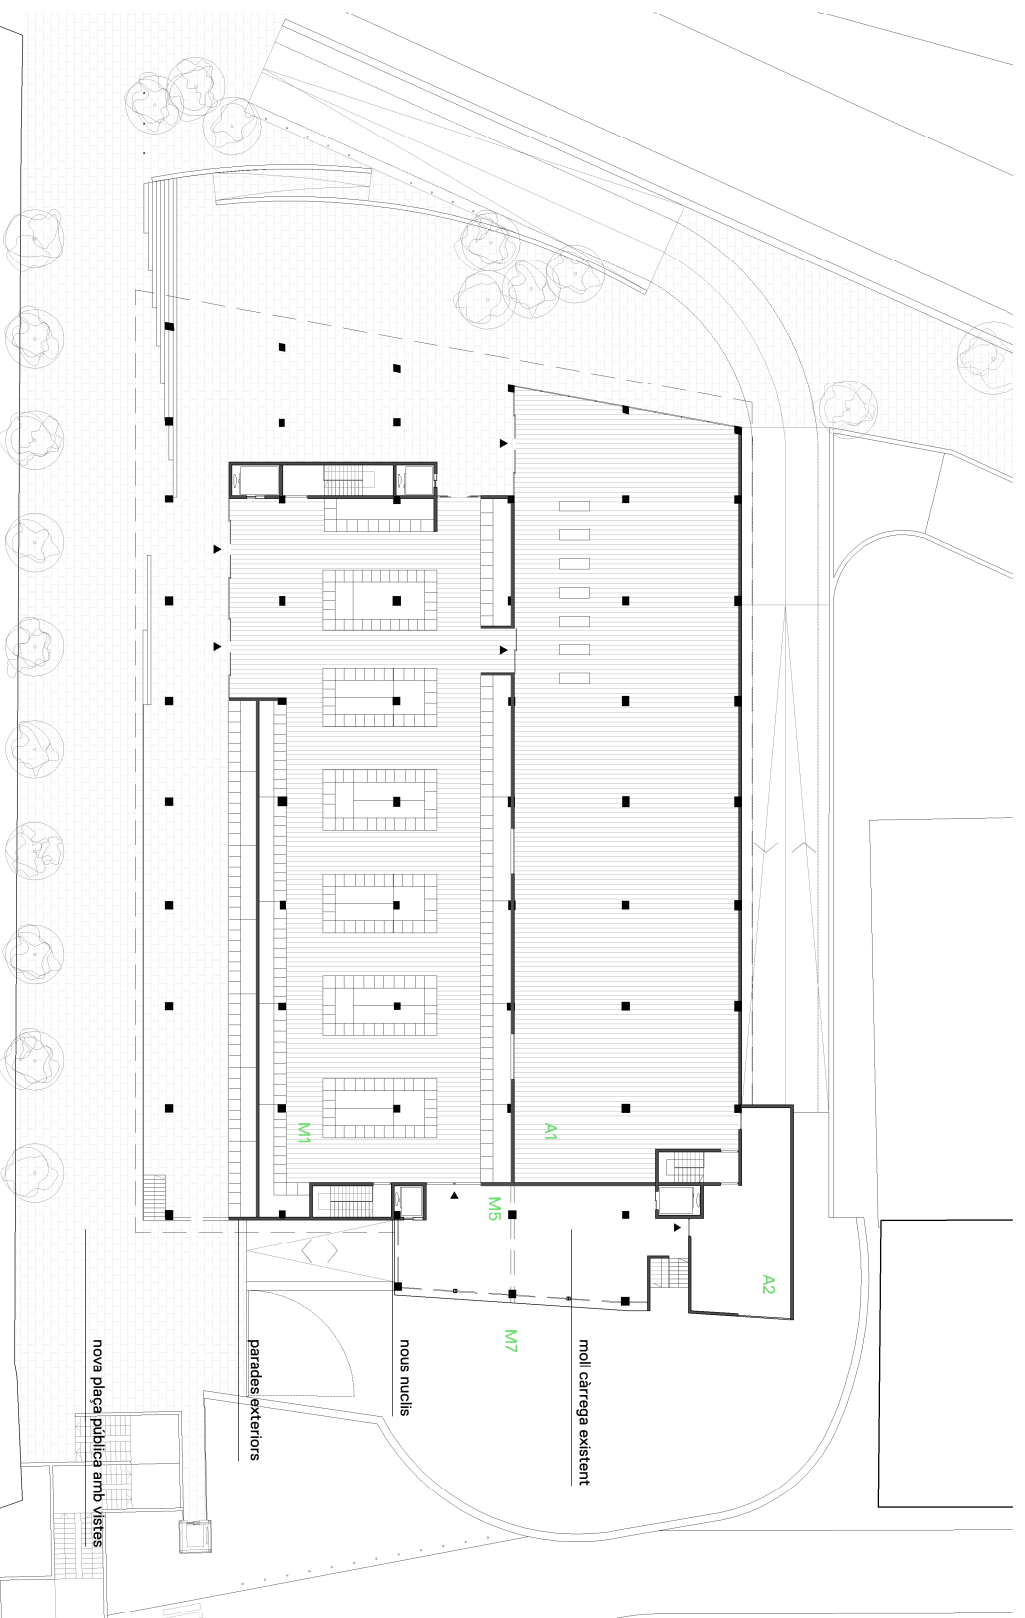 M1
A1
M5
A2
M7
moll càrrega existent
nous nuclis
parades exteriors
nova plaça pública amb vistes